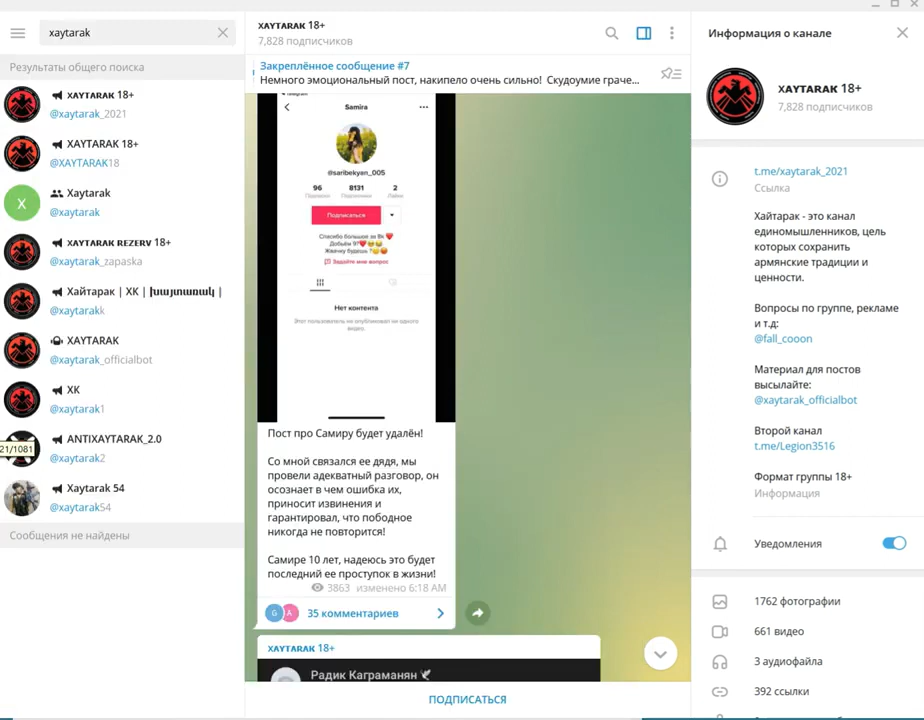 xaytarak
Результаты общего поиска
XAYTARAK 18+
@xaytarak_2021
XAYTARAK 18+
@XAYTARAK18
X
Xaytarak
@xaytarak
XAYTARAK REZERV 18+
@xaytarak_zapaska
Хайтарак | ХК | խայտառակ |
@xaytarakk
XAYTARAK
@xaytarak_officialbot
ХК
@xaytarak1
21/1081
ANTIXAYTARAK_2.0
@xaytarak2
Xaytarak 54
@xaytarak54
Сообщения не найдены
XAYTARAK 18+
7,828 подписчиков
Закреплённое сообщение #7
Немного эмоциональный пост, накипело очень сильно! Скудоумие граче...
Samira
@saribekyan_005
96 8131 2
Подписаться
Спасибо большое за 8к
Добьём 9?
Жвачку будешь ?
Задайте мне вопрос
Нет контента
Этот пользователь не опубликовал ни одного
видео.
Пост про Самиру будет удалён!
Со мной связался ее дядя, мы
провели адекватный разговор, он
осознает в чем ошибка их,
приносит извинения и
гарантировал, что пободное
никогда не повторится!
Самире 10 лет, надеюсь это будет
последний ее проступок в жизни!
3863 изменено 6:18 AM
G A 35 комментариев
XAYTARAK 18+
Радик Каграманян
ПОДПИСАТЬСЯ
Информация о канале
XAYTARAK 18+
7,828 подписчиков
t.me/xaytarak_2021
Ссылка
Хайтарак - это канал
единомышленников, цель
которых сохранить
армянские традиции и
ценности.
Вопросы по группе, рекламе
и т.д:
@fall_cooon
Материал для постов
высылайте:
@xaytarak_officialbot
Второй канал
t.me/Legion3516
Формат группы 18+
Информация
Уведомления
1762 фотографии
661 видео
3 аудиофайла
392 ссылки